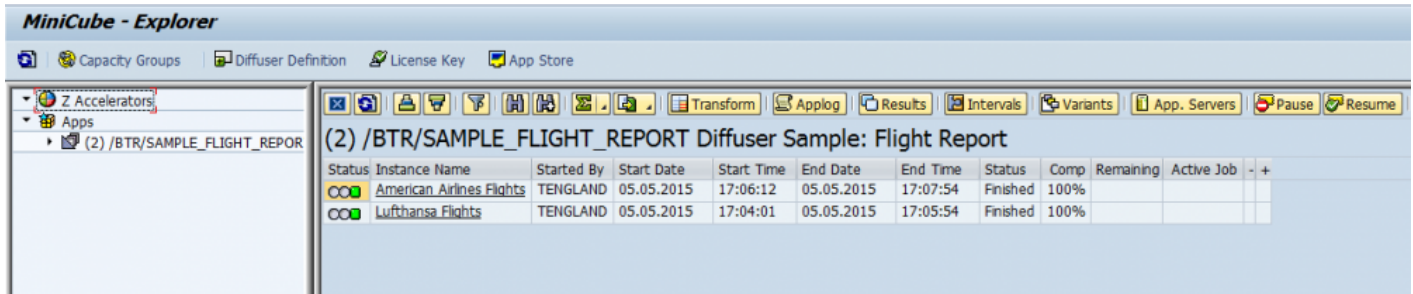 MiniCube - Explorer
Capacity Groups Diffuser Definition License Key App Store
Z Accelerators
Apps
(2) /BTR/SAMPLE_FLIGHT_REPOR
Transform Applog Results Intervals Variants App. Servers Pause Resume
(2) /BTR/SAMPLE_FLIGHT_REPORT Diffuser Sample: Flight Report
Status Instance Name Started By Start Date Start Time End Date End Time Status Comp Remaining Active Job - +
American Airlines Flights TENGLAND 05.05.2015 17:06:12 05.05.2015 17:07:54 Finished 100%
Lufthansa Flights TENGLAND 05.05.2015 17:04:01 05.05.2015 17:05:54 Finished 100%